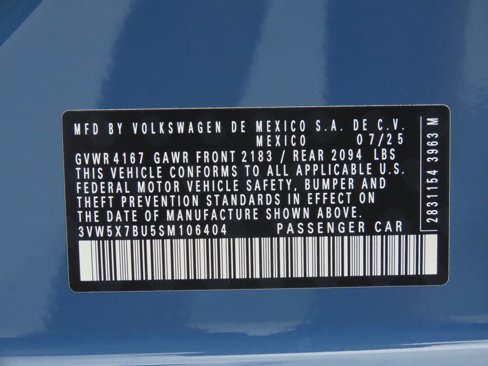 MFD BY VOLKSWAGEN DE MEXICO S.A. DE C.V.
MEXICO 07/25
GVWR 4167 GAWR FRONT 2183 / REAR 2094 LBS
THIS VEHICLE CONFORMS TO ALL APPLICABLE U.S.
FEDERAL MOTOR VEHICLE SAFETY, BUMPER AND
THEFT PREVENTION STANDARDS IN EFFECT ON
THE DATE OF MANUFACTURE SHOWN ABOVE.
3VW5X7BU5SM106404 PASSENGER CAR
2831154 3963 M